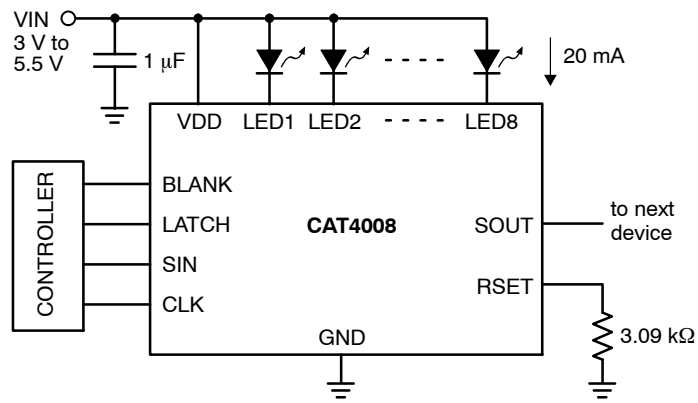 VIN
3 V to
5.5 V
1 μF
20 mA
VDD LED1 LED2 LED8
CONTROLLER
BLANK
LATCH
SIN
CLK
CAT4008
SOUT
to next
device
RSET
3.09 kΩ
GND